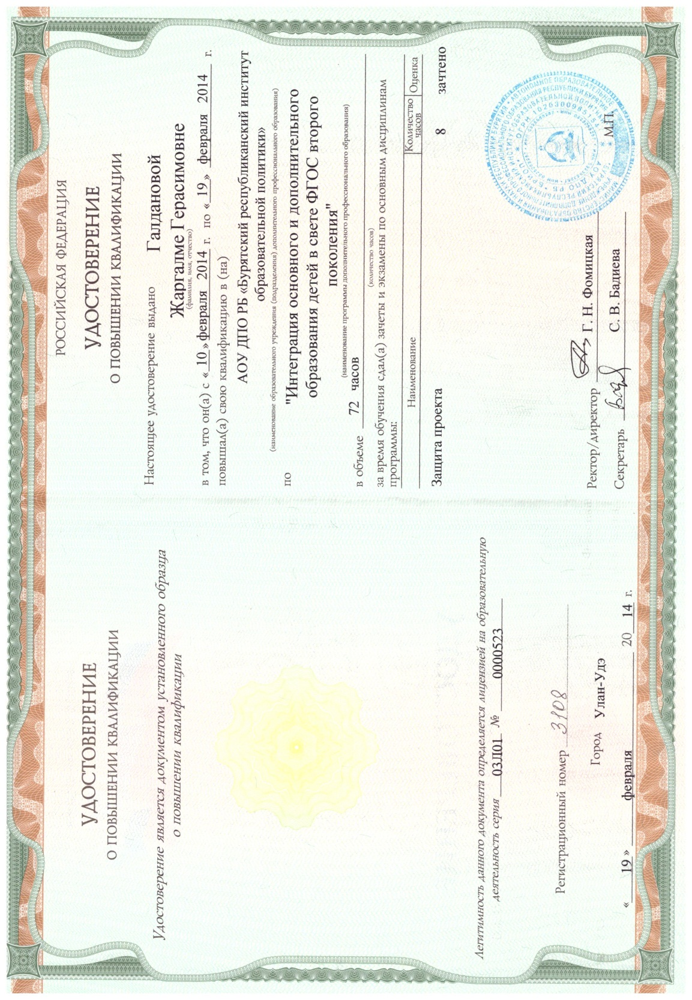 УДОСТОВЕРЕНИЕ
О ПОВЫШЕНИИ КВАЛИФИКАЦИИ
Удостоверение является документом установленного образца
о повышении квалификации
Легитимность данного документа определяется лицензией на образовательную
деятельность серия 03Л01 № 0000523
Регистрационный номер 3108
Город Улан-Удэ
« 19 » февраля 20 14 г.
РОССИЙСКАЯ ФЕДЕРАЦИЯ
УДОСТОВЕРЕНИЕ
О ПОВЫШЕНИИ КВАЛИФИКАЦИИ
Настоящее удостоверение выдано Галдановой
Жаргалме Герасимовне
(фамилия, имя, отчество)
в том, что он(а) с « 10 » февраля 2014 г. по « 19 » февраля 2014 г.
повышал(а) свою квалификацию в (на)
АОУ ДПО РБ «Бурятский республиканский институт
образовательной политики»
(наименование образовательного учреждения (подразделения) дополнительного профессионального образования)
по "Интеграция основного и дополнительного
образования детей в свете ФГОС второго
поколения"
(наименование программы дополнительного профессионального образования)
в объеме 72 часов
(количество часов)
за время обучения сдал(а) зачеты и экзамены по основным дисциплинам
программы:
Наименование Количество часов Оценка
Защита проекта 8 зачтено
Ректор/директор Г. Н. Фомицкая
Секретарь С. В. Бадиева М.П.